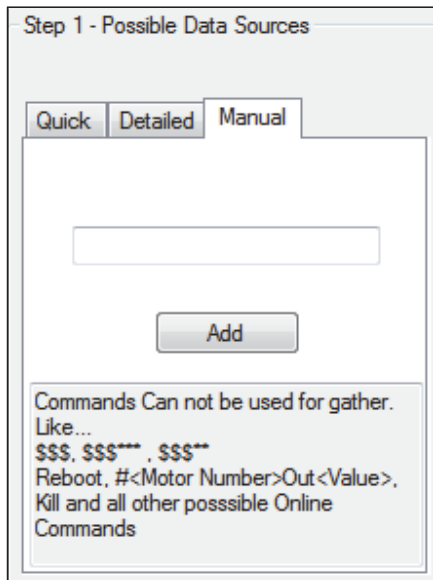 Step 1 - Possible Data Sources
Quick Detailed Manual
Add
Commands Can not be used for gather.
Like...
$$$, $$$*** , $$$**
Reboot, #<Motor Number>Out<Value>,
Kill and all other posssible Online
Commands